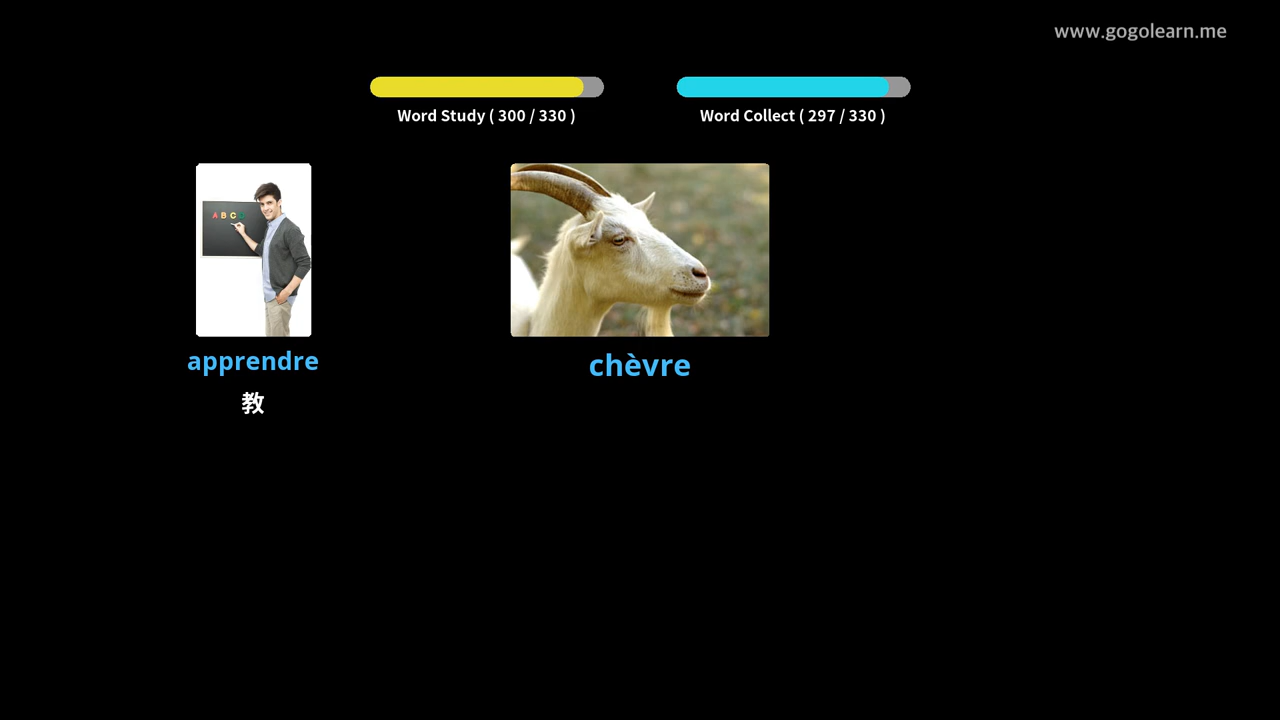 www.gogolearn.me
Word Study ( 300 / 330 )
Word Collect ( 297 / 330 )
A B C D
apprendre
chèvre
教